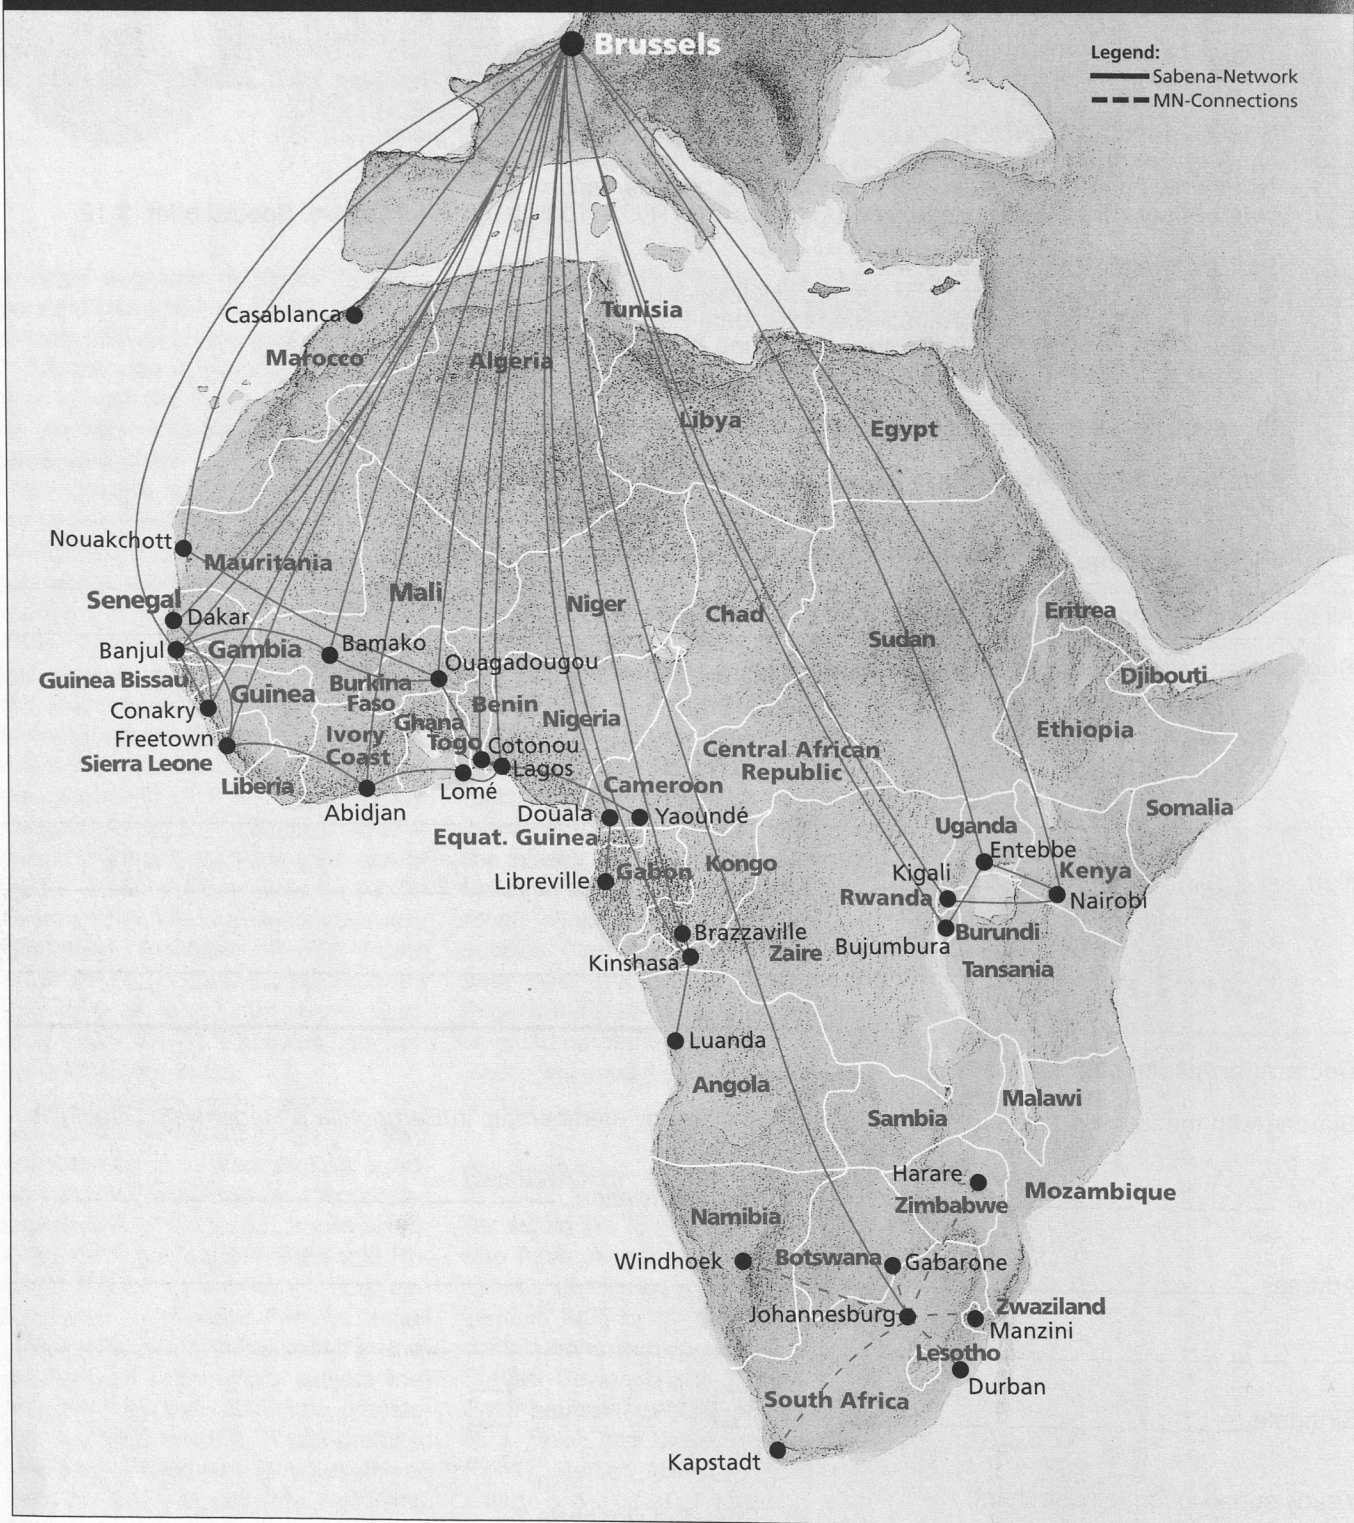 Brussels
Legend:
Sabena-Network
MN-Connections
Casablanca
Marocco
Algeria
Tunisia
Libya
Egypt
Nouakchott
Mauritania
Senegal
Dakar
Mali
Niger
Chad
Sudan
Eritrea
Djibouti
Banjul
Gambia
Bamako
Ouagadougou
Guinea Bissau
Guinea
Burkina
Faso
Benin
Nigeria
Conakry
Freetown
Sierra Leone
Ivory
Coast
Ghana
Togo
Cotonou
Lagos
Central African
Republic
Ethiopia
Liberia
Abidjan
Lomé
Cameroon
Douala
Yaoundé
Equat. Guinea
Somalia
Uganda
Entebbe
Libreville
Gabon
Kongo
Kigali
Kenya
Rwanda
Nairobi
Brazzaville
Zaire
Bujumbura
Burundi
Kinshasa
Tansania
Luanda
Angola
Sambia
Malawi
Harare
Zimbabwe
Mozambique
Namibia
Windhoek
Botswana
Gabarone
Johannesburg
Zwaziland
Manzini
Lesotho
Durban
South Africa
Kapstadt